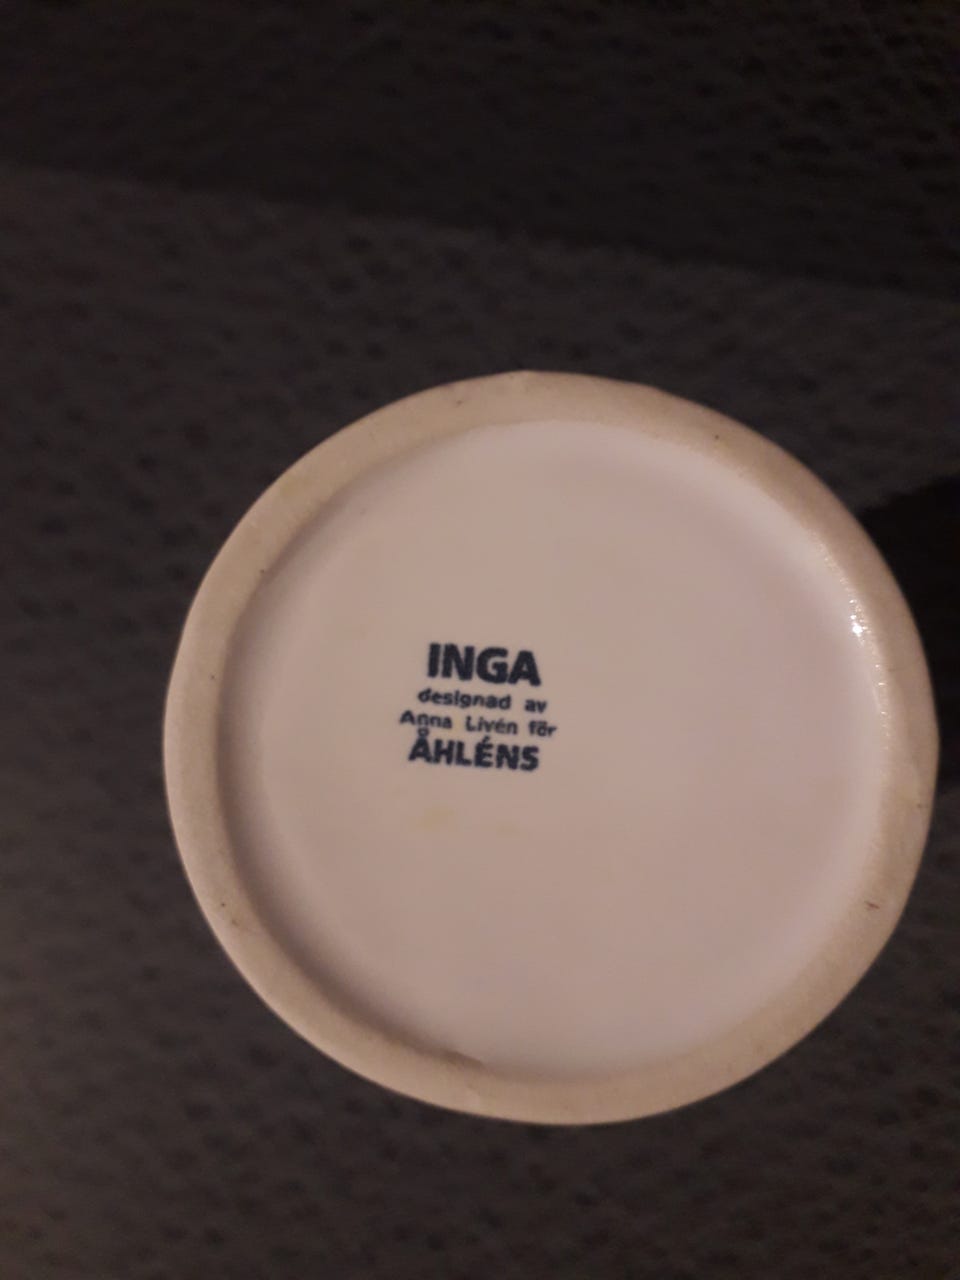 INGA
designad av
Anna Livén för
ÅHLÉNS